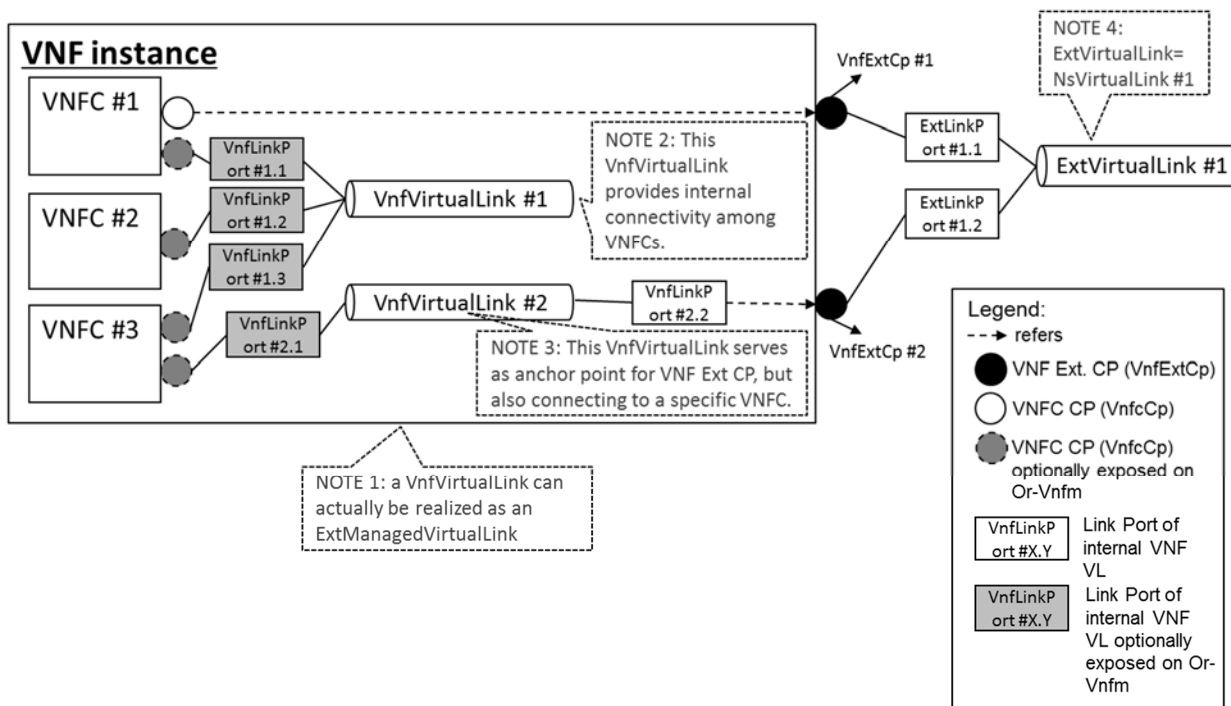 VNF instance
VNFC #1
VNFC #2
VNFC #3
VnfLinkP
ort #1.1
VnfLinkP
ort #1.2
VnfLinkP
ort #1.3
VnfLinkP
ort #2.1
VnfVirtualLink #1
VnfVirtualLink #2
NOTE 2: This
VnfVirtualLink
provides internal
connectivity among
VNFCs.
VnfLinkP
ort #2.2
NOTE 3: This VnfVirtualLink serves
as anchor point for VNF Ext CP, but
also connecting to a specific VNFC.
NOTE 1: a VnfVirtualLink can
actually be realized as an
ExtManagedVirtualLink
VnfExtCp #1
VnfExtCp #2
ExtLinkP
ort #1.1
ExtLinkP
ort #1.2
NOTE 4:
ExtVirtualLink=
NsVirtualLink #1
ExtVirtualLink #1
Legend:
refers
VNF Ext. CP (VnfExtCp)
VNFC CP (VnfcCp)
VNFC CP (VnfcCp)
optionally exposed on
Or-Vnfm
VnfLinkP
ort #X.Y
Link Port of
internal VNF
VL
VnfLinkP
ort #X.Y
Link Port of
internal VNF
VL optionally
exposed on Or-
Vnfm